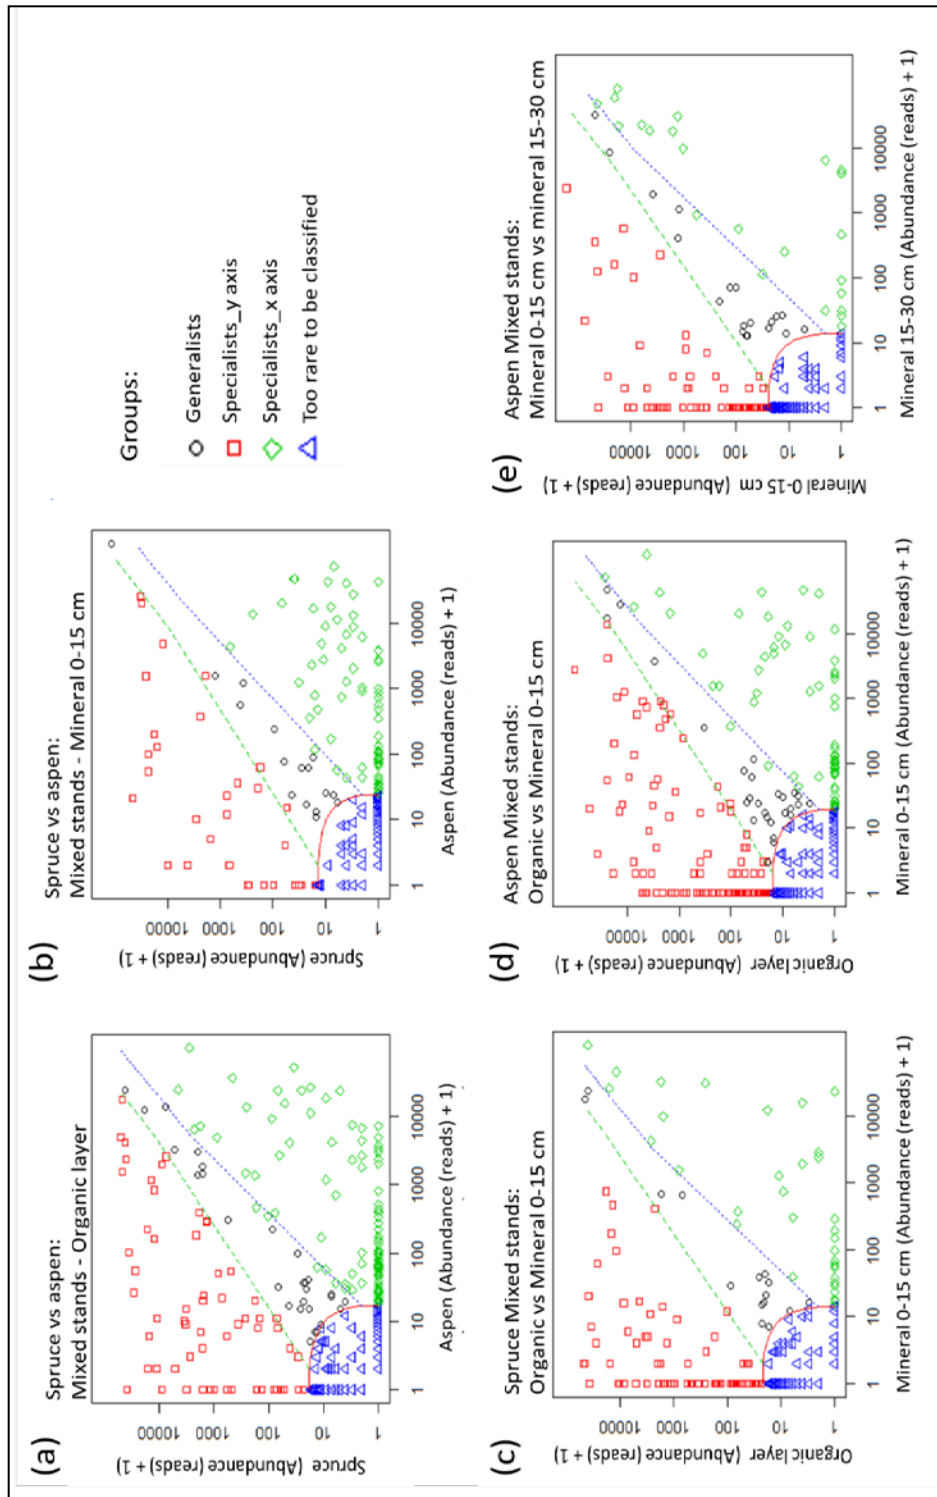 (a)
Spruce vs aspen:
Mixed stands - Organic layer
Spruce (Abundance (reads) + 1)
1
10
100
1000
10000
1
10
100
1000
10000
Aspen (Abundance (reads) + 1)
(b)
Spruce vs aspen:
Mixed stands - Mineral 0-15 cm
Spruce (Abundance (reads) + 1)
1
10
100
1000
10000
1
10
100
1000
10000
Aspen (Abundance (reads) + 1)
Groups:
Generalists
Specialists_y axis
Specialists_x axis
Too rare to be classified
(c)
Spruce Mixed stands:
Organic vs Mineral 0-15 cm
Organic layer (Abundance (reads) + 1)
1
10
100
1000
10000
1
10
100
1000
10000
Mineral 0-15 cm (Abundance (reads) + 1)
(d)
Aspen Mixed stands:
Organic vs Mineral 0-15 cm
Organic layer (Abundance (reads) + 1)
1
10
100
1000
10000
1
10
100
1000
10000
Mineral 0-15 cm (Abundance (reads) + 1)
(e)
Aspen Mixed stands:
Mineral 0-15 cm vs mineral 15-30 cm
Mineral 0-15 cm (Abundance (reads) + 1)
1
10
100
1000
10000
1
10
100
1000
10000
Mineral 15-30 cm (Abundance (reads) + 1)